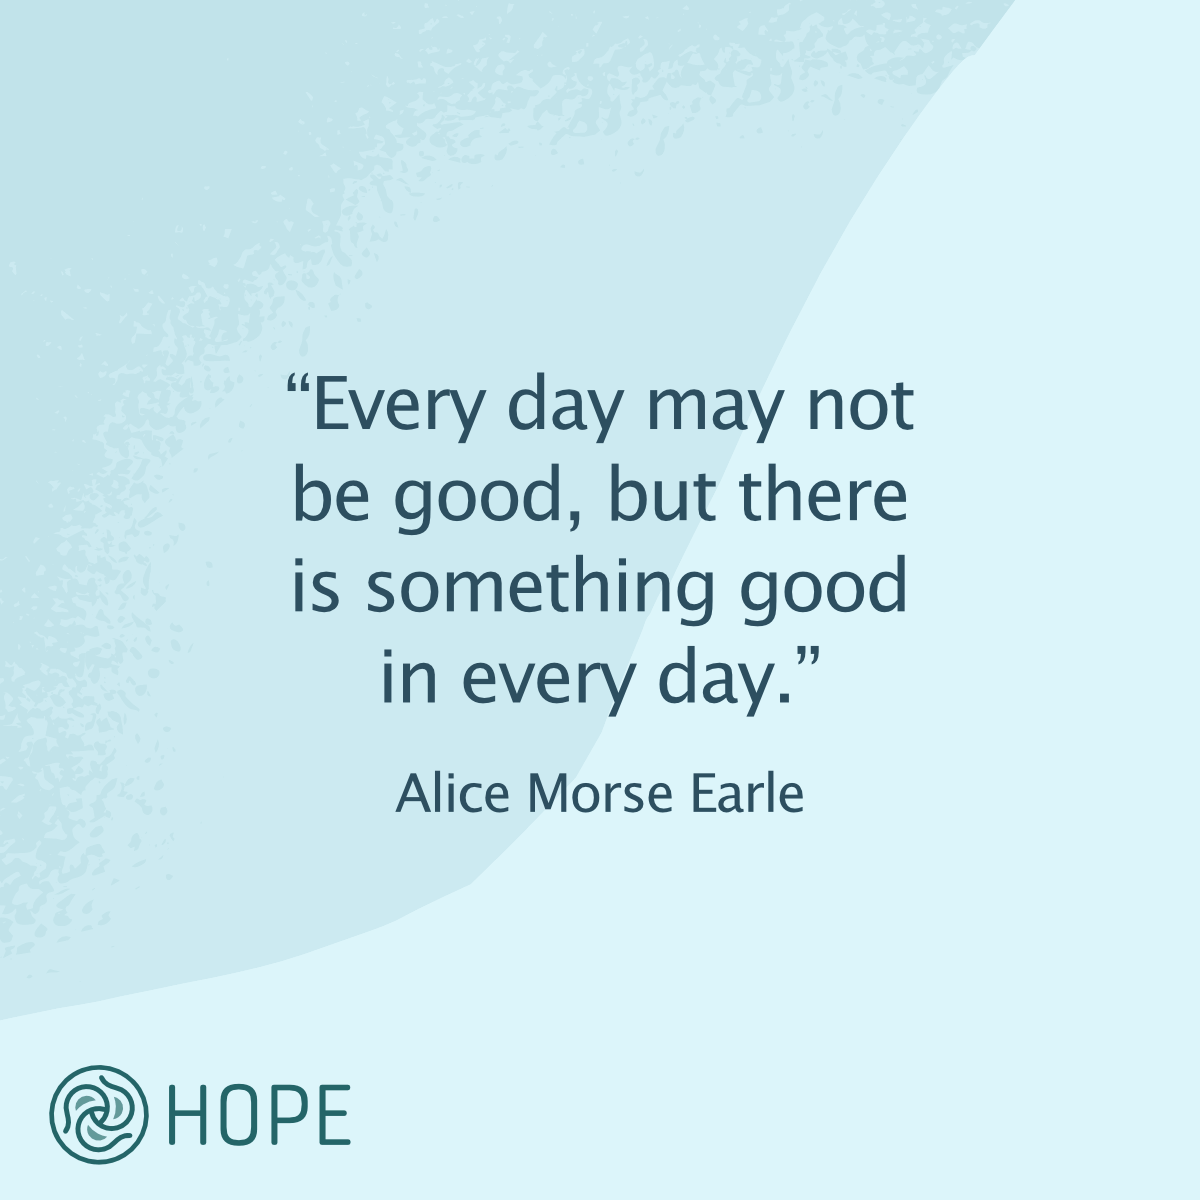 “Every day may not
be good, but there
is something good
in every day.”
Alice Morse Earle
HOPE